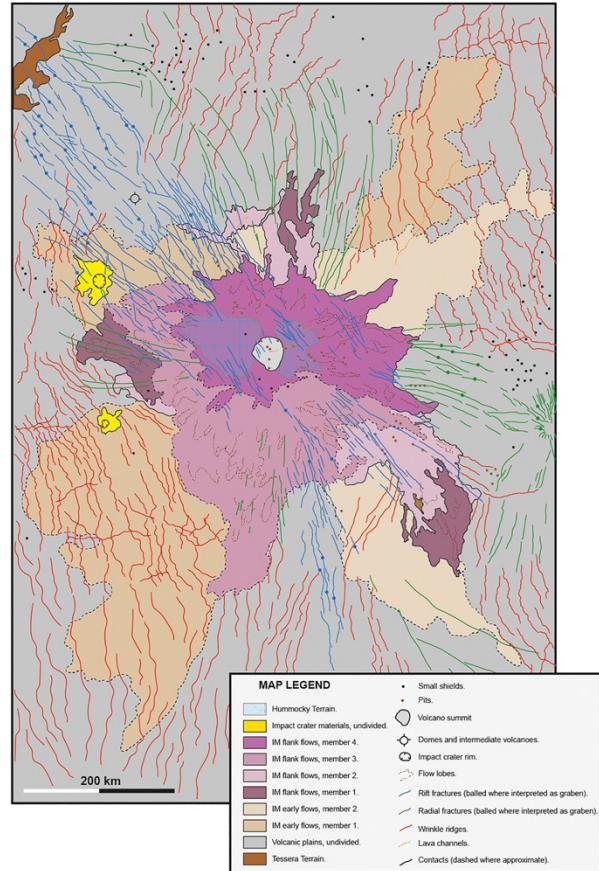 200 km
MAP LEGEND
Hummocky Terrain.
Impact crater materials, undivided.
IM flank flows, member 4.
IM flank flows, member 3.
IM flank flows, member 2.
IM flank flows, member 1.
IM early flows, member 2.
IM early flows, member 1.
Volcanic plains, undivided.
Tessera Terrain.
Small shields.
Pits.
Volcano summit
Domes and intermediate volcanoes.
Impact crater rim.
Flow lobes.
Rift fractures (balled where interpreted as graben).
Radial fractures (balled where interpreted as graben).
Wrinkle ridges.
Lava channels.
Contacts (dashed where approximate).